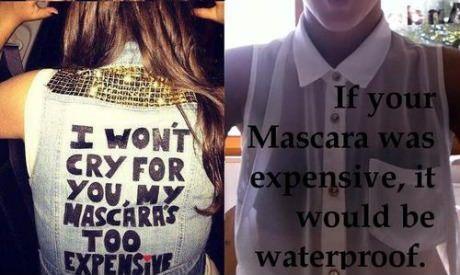 I WON'T
CRY FOR
YOU, MY
MASCARA'S
TOO
EXPENSIVE
If your
Mascara was
expensive, it
would be
waterproof.